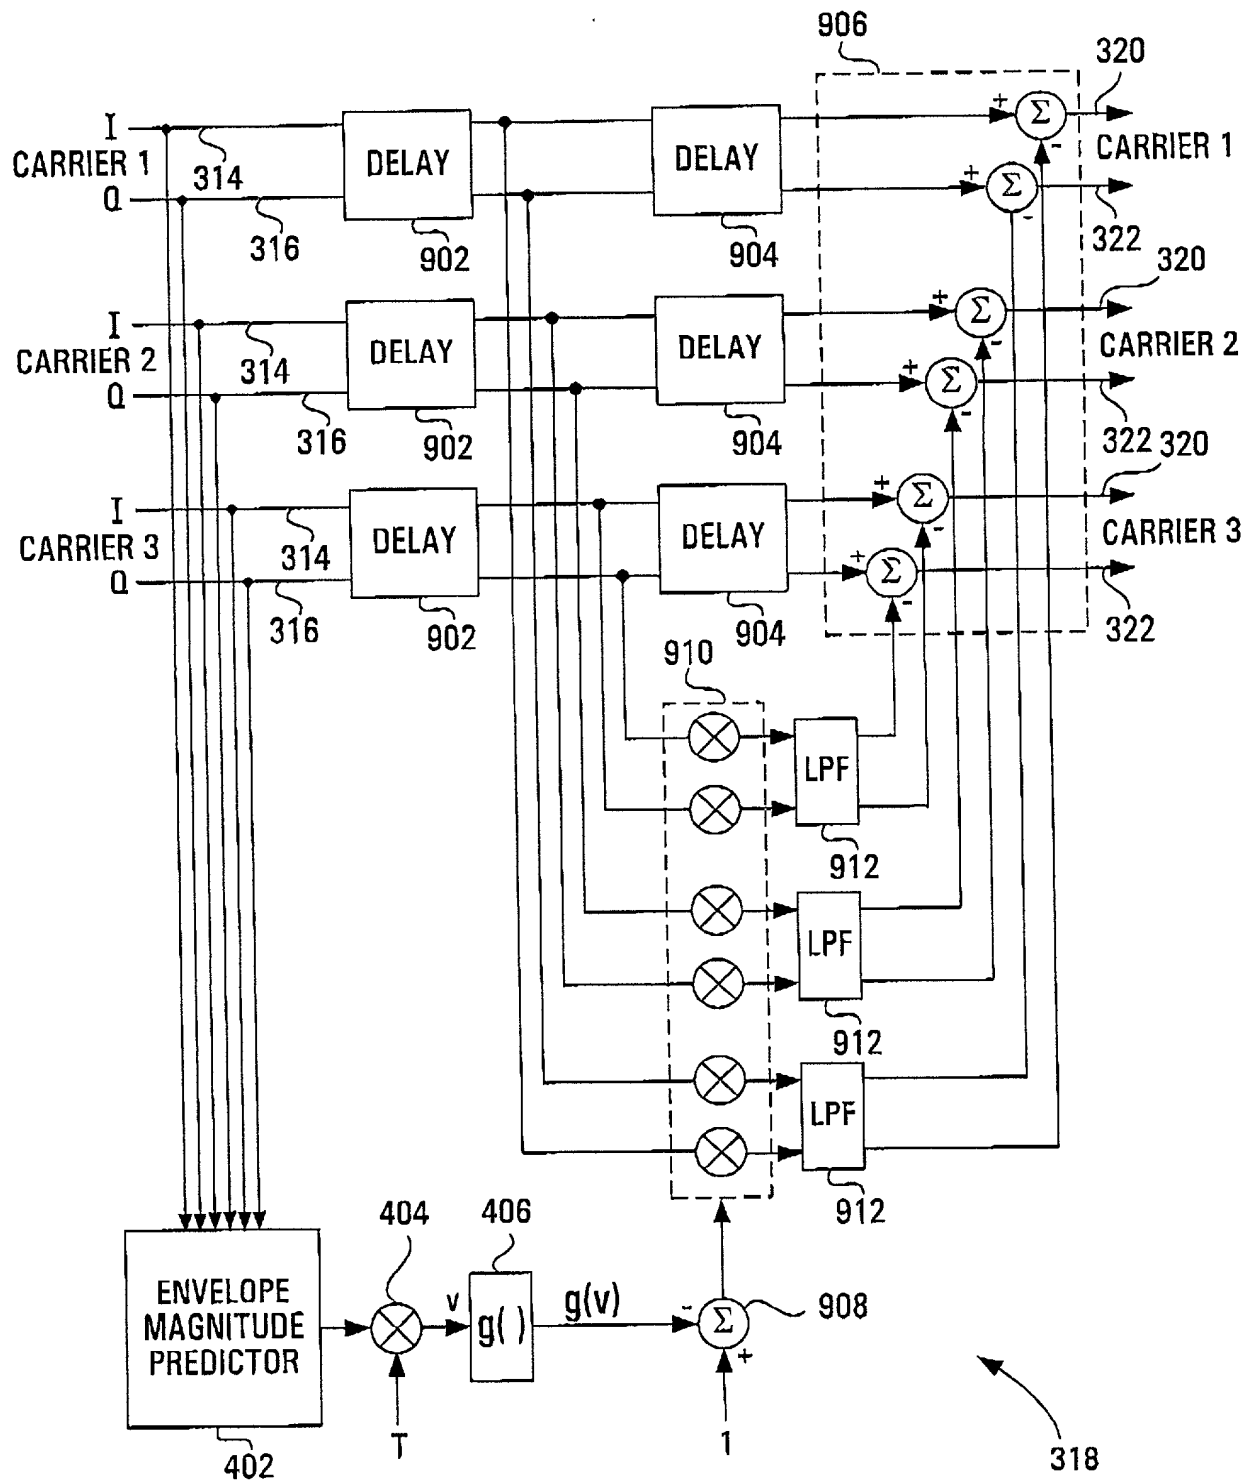 906
320
I
CARRIER 1
Q
314
316
DELAY
902
DELAY
904
+
Σ
-
+
Σ
-
CARRIER 1
322
320
I
CARRIER 2
Q
314
316
DELAY
902
DELAY
904
+
Σ
-
+
Σ
-
CARRIER 2
322
320
I
CARRIER 3
Q
314
316
DELAY
902
DELAY
904
+
Σ
-
+
Σ
-
CARRIER 3
322
910
LPF
912
LPF
912
LPF
912
404
406
ENVELOPE
MAGNITUDE
PREDICTOR
402
T
v
g( )
g(v)
-
Σ
+
908
1
318